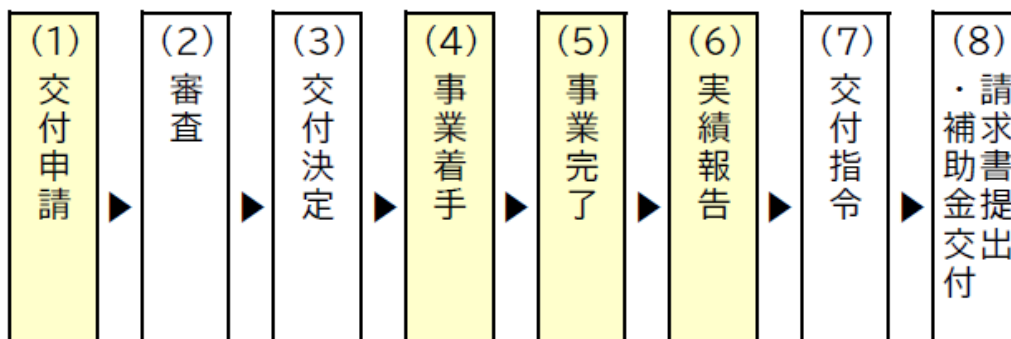 (1)
交付申請
(2)
審査
(3)
交付決定
(4)
事業着手
(5)
事業完了
(6)
実績報告
(7)
交付指令
(8)
請求書提出
・補助金交付